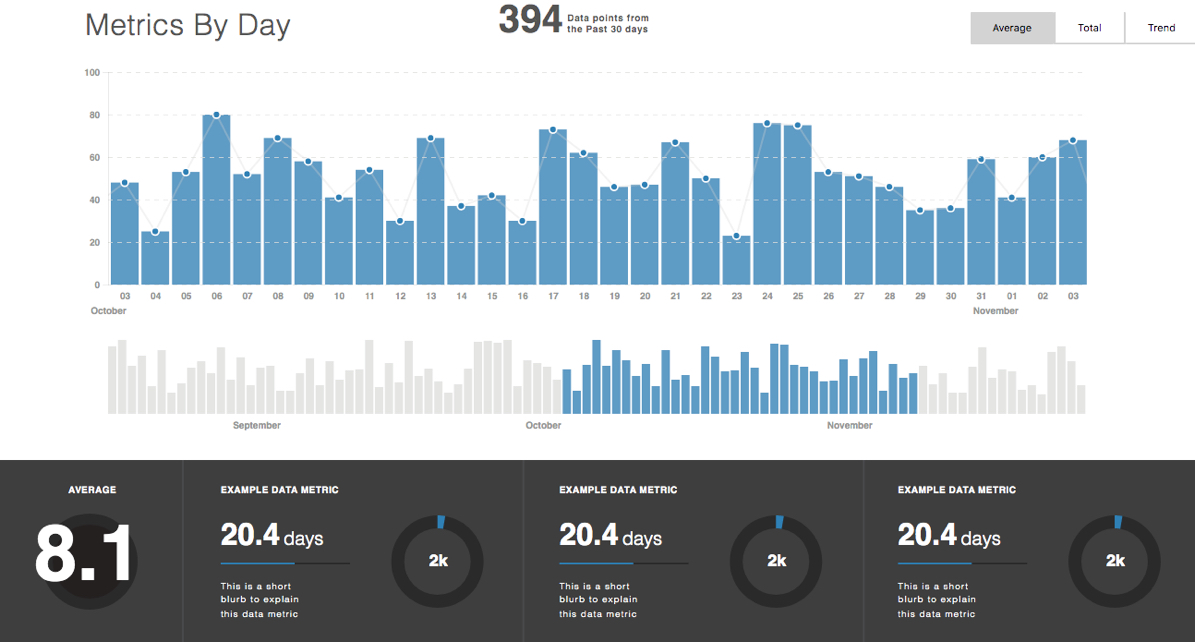 Metrics By Day
394 Data points from
the Past 30 days
Average Total Trend
100
80
60
40
20
0
03 04 05 06 07 08 09 10 11 12 13 14 15 16 17 18 19 20 21 22 23 24 25 26 27 28 29 30 31 01 02 03
October November
September October November
AVERAGE
8.1
EXAMPLE DATA METRIC
20.4 days
This is a short
blurb to explain
this data metric
2k
EXAMPLE DATA METRIC
20.4 days
This is a short
blurb to explain
this data metric
2k
EXAMPLE DATA METRIC
20.4 days
This is a short
blurb to explain
this data metric
2k